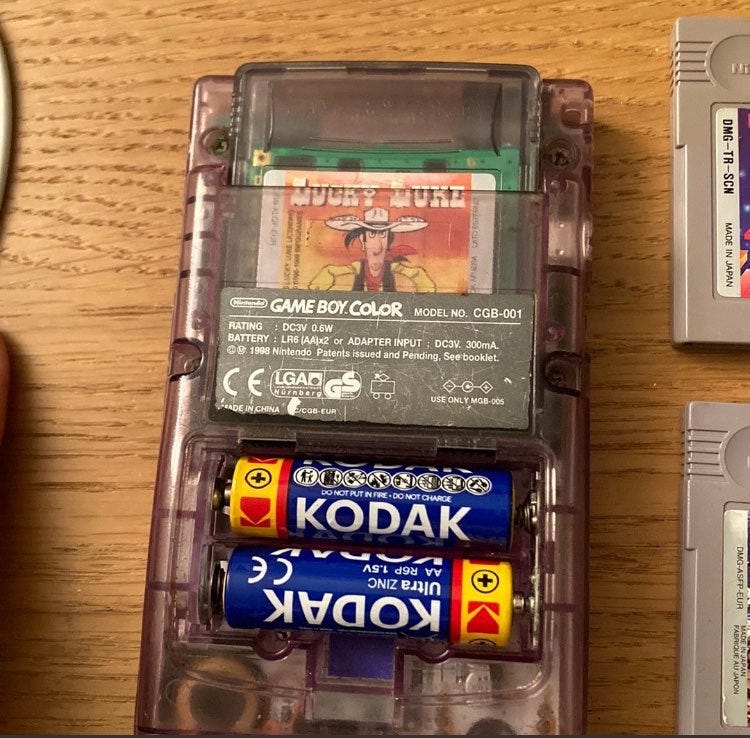 LUCKY LUKE
Nintendo GAME BOY COLOR MODEL NO. CGB-001
RATING : DC3V 0.6W
BATTERY : LR6 (AA)x2 or ADAPTER INPUT : DC3V. 300mA.
©Ⓜ 1998 Nintendo Patents issued and Pending, See booklet.
CE LGA Nürnberg GS
USE ONLY MGB-005
MADE IN CHINA C/CGB-EUR
KODAK
DO NOT PUT IN FIRE • DO NOT CHARGE
KODAK
KODAK
Ultra ZINC
AA R6P 1.5V
CE
KODAK
DMG-TR-SCN MADE IN JAPAN
DMG-ASFP-EUR
MADE IN JAPAN
FABRIQUÉ AU JAPON